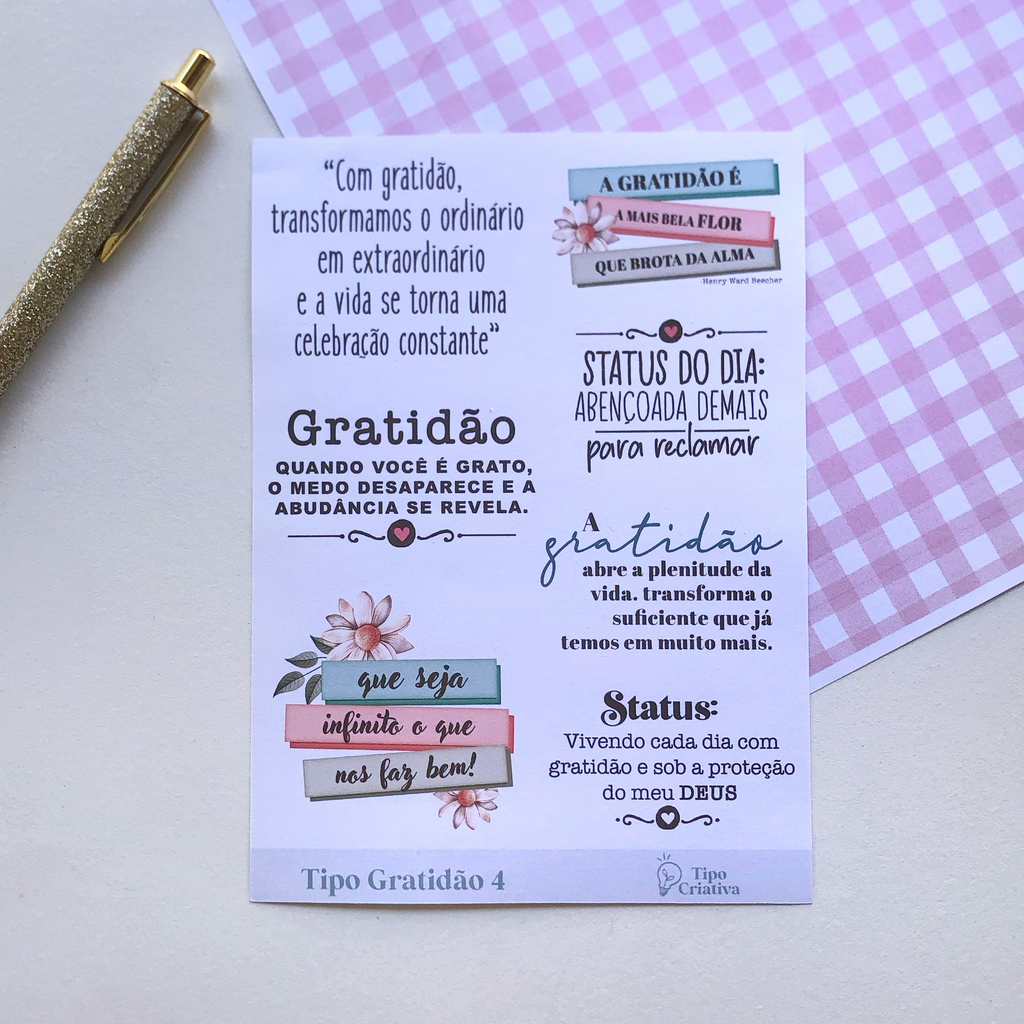 “Com gratidão,
transformamos o ordinário
em extraordinário
e a vida se torna uma
celebração constante”
Gratidão
QUANDO VOCÊ É GRATO,
O MEDO DESAPARECE E A
ABUDÂNCIA SE REVELA.
que seja
infinito o que
nos faz bem!
A GRATIDÃO É
A MAIS BELA FLOR
QUE BROTA DA ALMA
-Henry Ward Beecher
STATUS DO DIA:
ABENÇOADA DEMAIS
para reclamar
A
gratidão
abre a plenitude da
vida. transforma o
suficiente que já
temos em muito mais.
Status:
Vivendo cada dia com
gratidão e sob a proteção
do meu DEUS
Tipo Gratidão 4
Tipo
Criativa